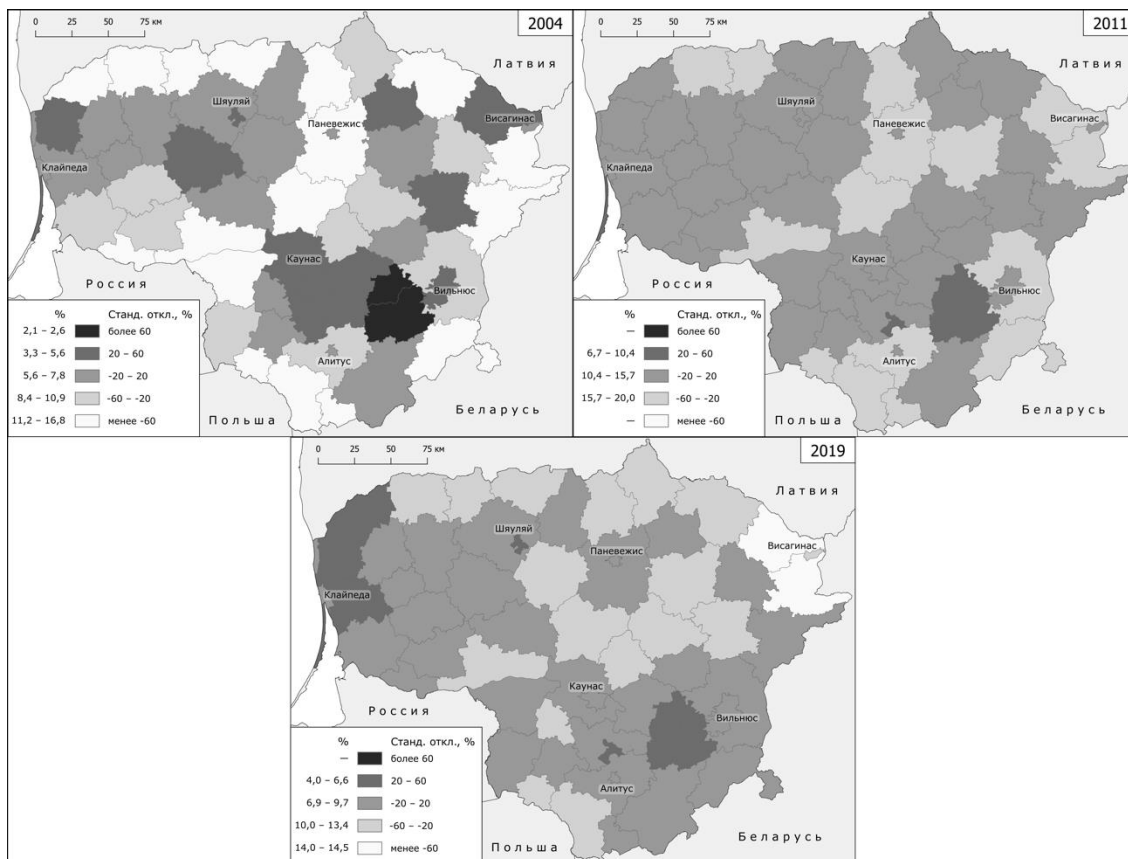 0 25 50 75 км
2004
Латвия
Шяуляй
Паневежис
Висагинас
Клайпеда
Каунас
Россия
Вильнюс
Алитус
Польша
Беларусь
% Станд. откл., %
2,1 – 2,6 более 60
3,3 – 5,6 20 – 60
5,6 – 7,8 -20 – 20
8,4 – 10,9 -60 – -20
11,2 – 16,8 менее -60
0 25 50 75 км
2011
Латвия
Шяуляй
Паневежис
Висагинас
Клайпеда
Каунас
Россия
Вильнюс
Алитус
Польша
Беларусь
% Станд. откл., %
— более 60
6,7 – 10,4 20 – 60
10,4 – 15,7 -20 – 20
15,7 – 20,0 -60 – -20
— менее -60
0 25 50 75 км
2019
Латвия
Шяуляй
Паневежис
Висагинас
Клайпеда
Каунас
Россия
Вильнюс
Алитус
Польша
Беларусь
% Станд. откл., %
— более 60
4,0 – 6,6 20 – 60
6,9 – 9,7 -20 – 20
10,0 – 13,4 -60 – -20
14,0 – 14,5 менее -60